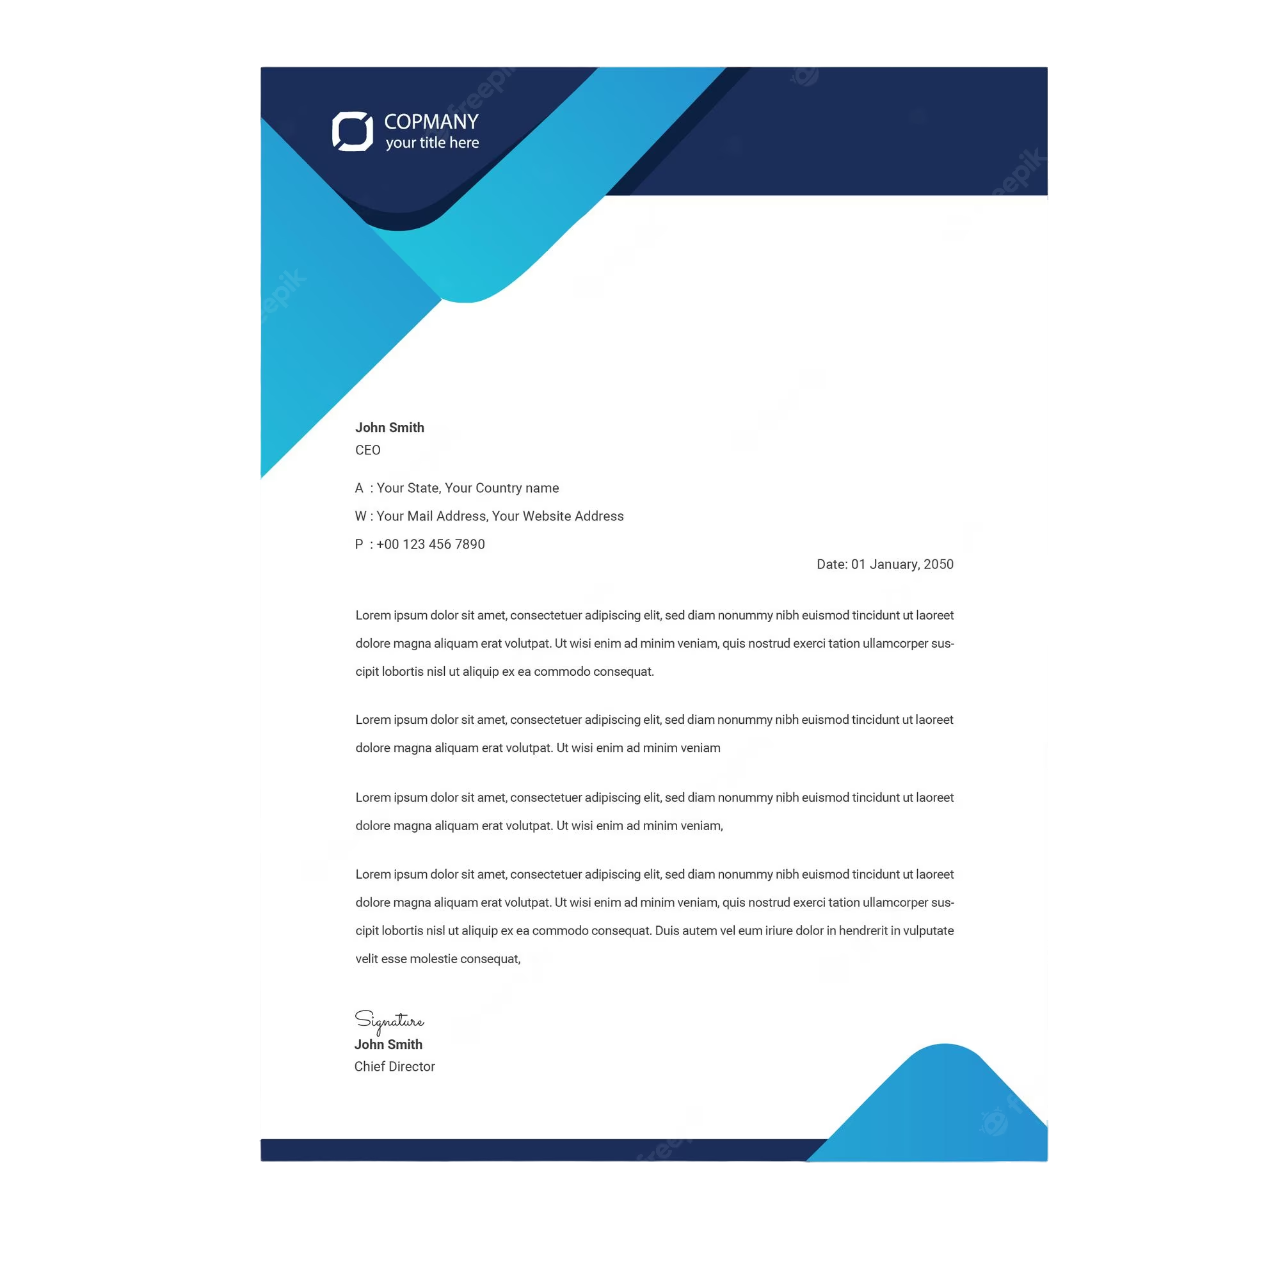 COPMANY
your title here
John Smith
CEO
A : Your State, Your Country name
W : Your Mail Address, Your Website Address
P : +00 123 456 7890
Date: 01 January, 2050
Lorem ipsum dolor sit amet, consectetuer adipiscing elit, sed diam nonummy nibh euismod tincidunt ut laoreet
dolore magna aliquam erat volutpat. Ut wisi enim ad minim veniam, quis nostrud exerci tation ullamcorper sus-
cipit lobortis nisl ut aliquip ex ea commodo consequat.
Lorem ipsum dolor sit amet, consectetuer adipiscing elit, sed diam nonummy nibh euismod tincidunt ut laoreet
dolore magna aliquam erat volutpat. Ut wisi enim ad minim veniam
Lorem ipsum dolor sit amet, consectetuer adipiscing elit, sed diam nonummy nibh euismod tincidunt ut laoreet
dolore magna aliquam erat volutpat. Ut wisi enim ad minim veniam,
Lorem ipsum dolor sit amet, consectetuer adipiscing elit, sed diam nonummy nibh euismod tincidunt ut laoreet
dolore magna aliquam erat volutpat. Ut wisi enim ad minim veniam, quis nostrud exerci tation ullamcorper sus-
cipit lobortis nisl ut aliquip ex ea commodo consequat. Duis autem vel eum iriure dolor in hendrerit in vulputate
velit esse molestie consequat,
Signature
John Smith
Chief Director